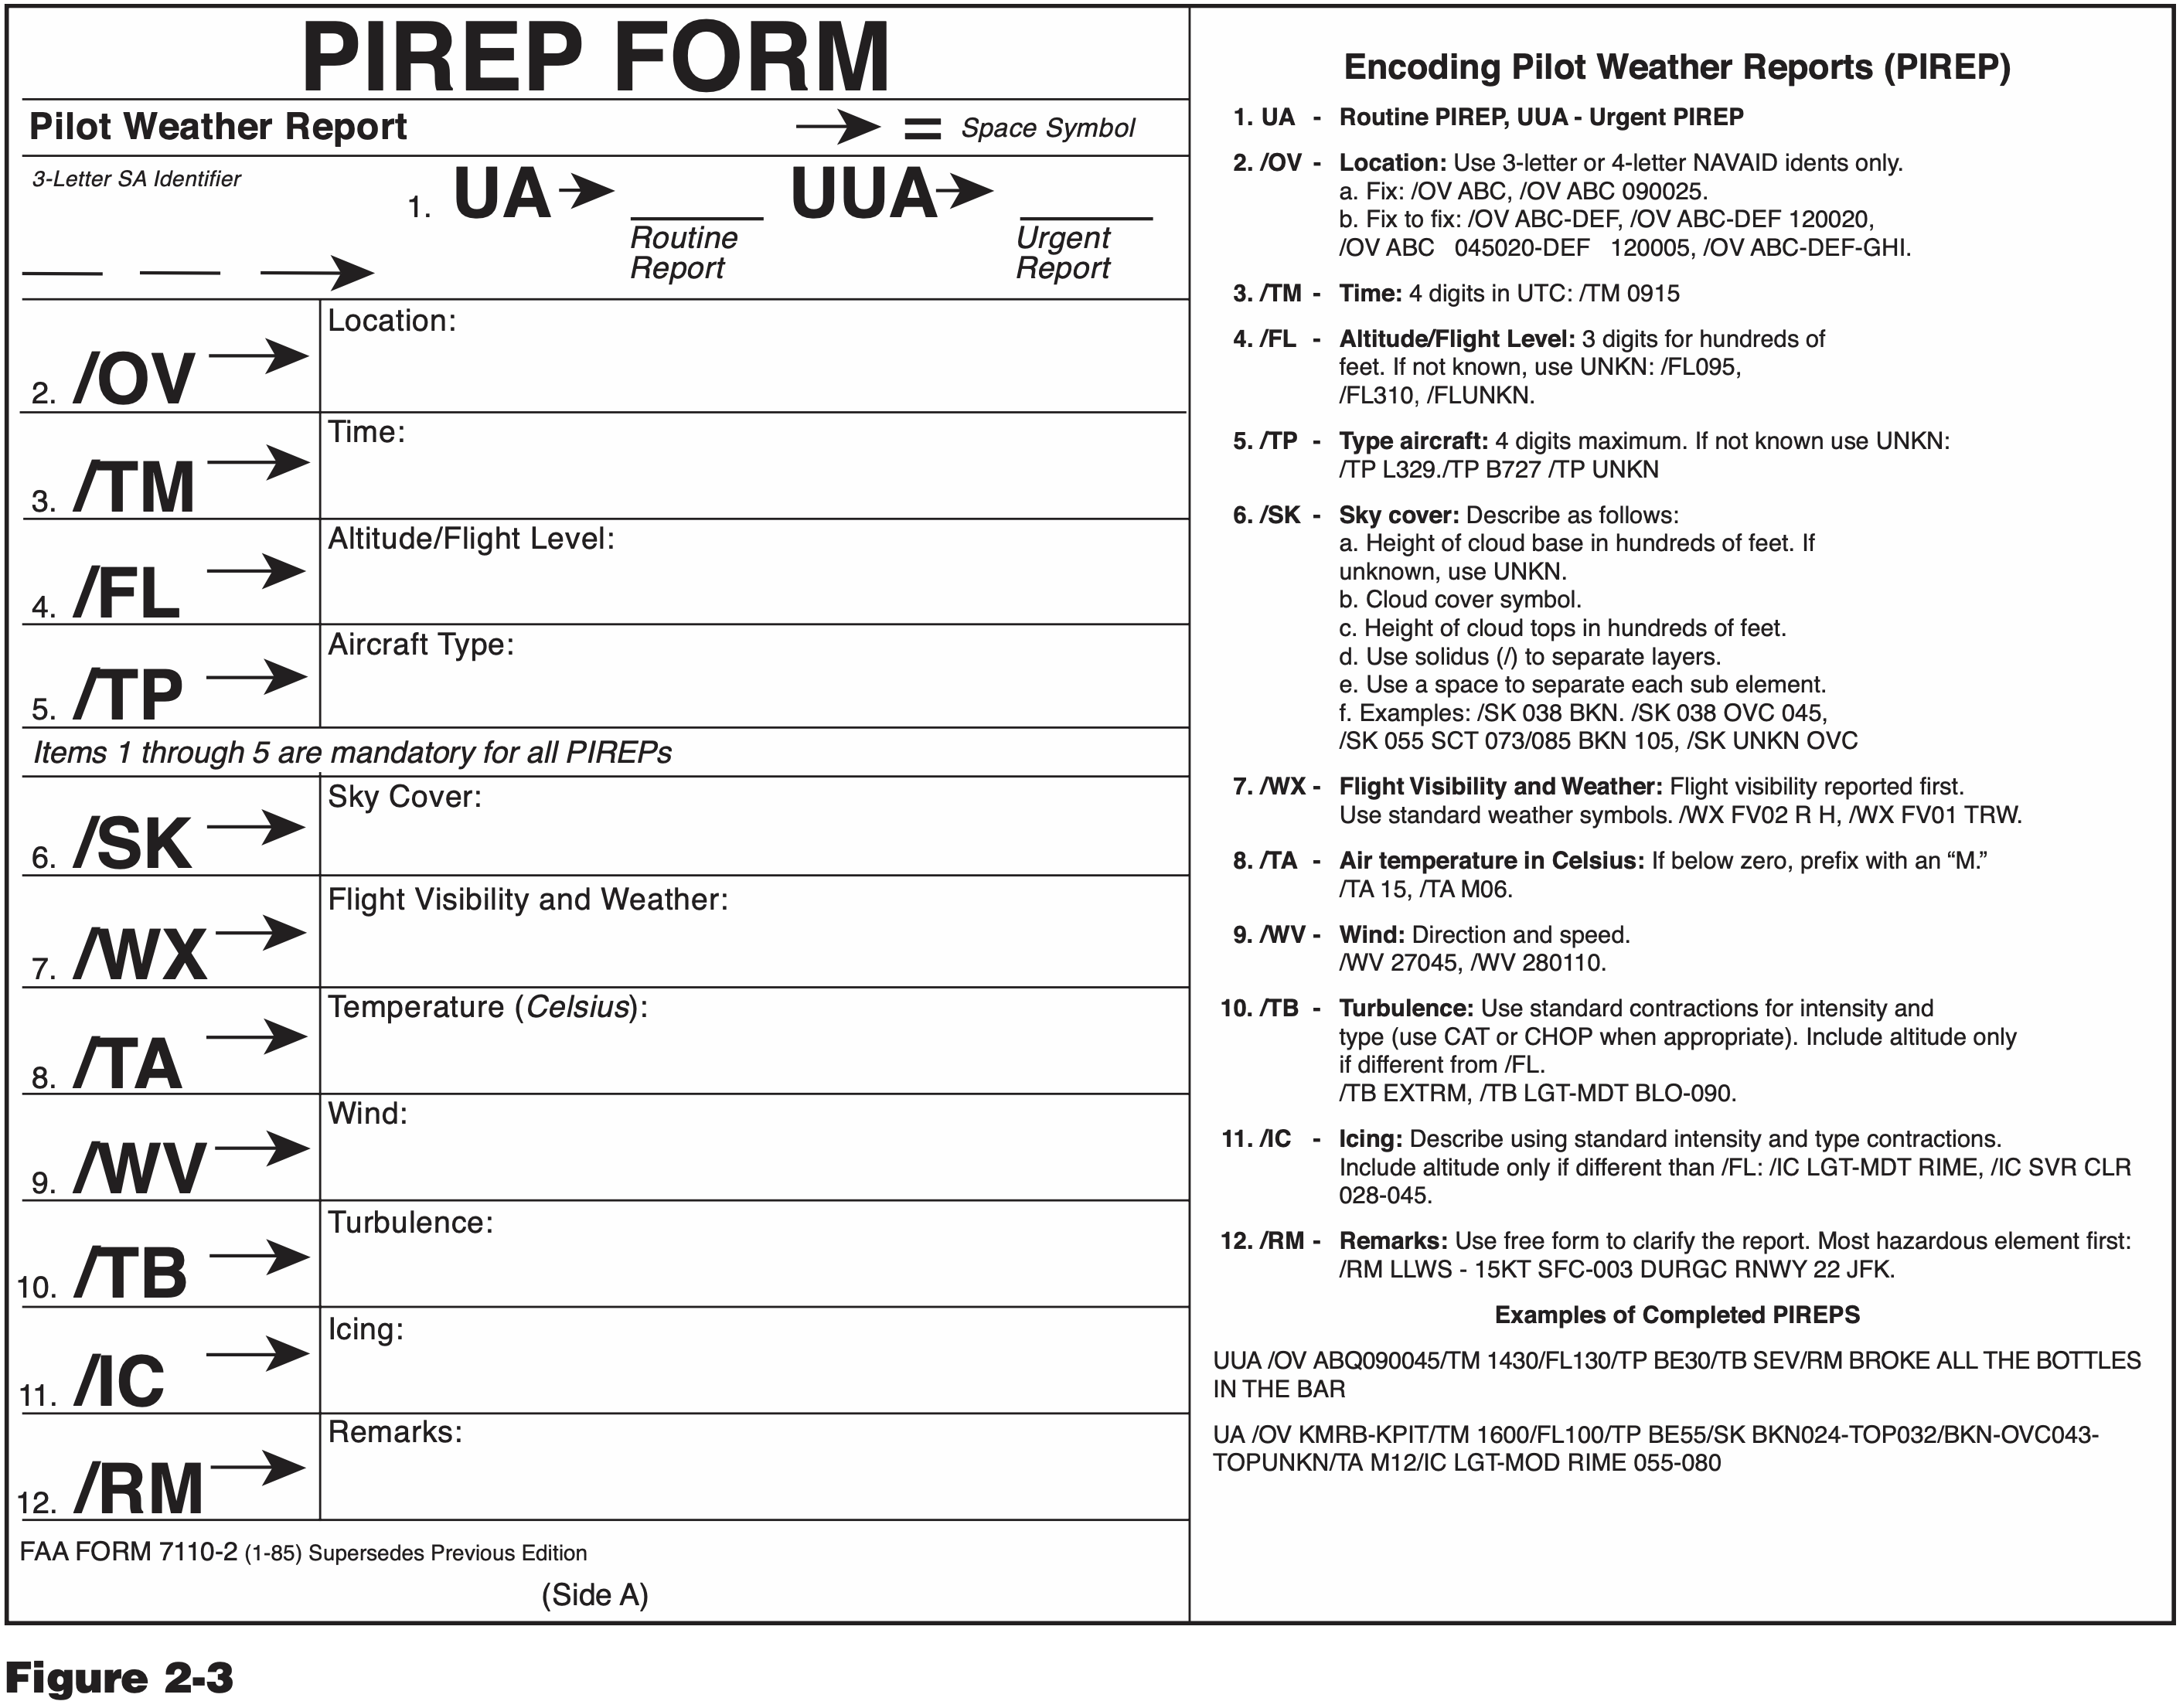 PIREP FORM
Pilot Weather Report = Space Symbol
3-Letter SA Identifier
1. UA UUA
Routine Report
Urgent Report
2. /OV Location:
3. /TM Time:
4. /FL Altitude/Flight Level:
5. /TP Aircraft Type:
Items 1 through 5 are mandatory for all PIREPs
6. /SK Sky Cover:
7. /WX Flight Visibility and Weather:
8. /TA Temperature (Celsius):
9. /WV Wind:
10. /TB Turbulence:
11. /IC Icing:
12. /RM Remarks:
FAA FORM 7110-2 (1-85) Supersedes Previous Edition
(Side A)
Encoding Pilot Weather Reports (PIREP)
1. UA - Routine PIREP, UUA - Urgent PIREP
2. /OV - Location: Use 3-letter or 4-letter NAVAID idents only.
a. Fix: /OV ABC, /OV ABC 090025.
b. Fix to fix: /OV ABC-DEF, /OV ABC-DEF 120020,
/OV ABC 045020-DEF 120005, /OV ABC-DEF-GHI.
3. /TM - Time: 4 digits in UTC: /TM 0915
4. /FL - Altitude/Flight Level: 3 digits for hundreds of
feet. If not known, use UNKN: /FL095,
/FL310, /FLUNKN.
5. /TP - Type aircraft: 4 digits maximum. If not known use UNKN:
/TP L329./TP B727 /TP UNKN
6. /SK - Sky cover: Describe as follows:
a. Height of cloud base in hundreds of feet. If
unknown, use UNKN.
b. Cloud cover symbol.
c. Height of cloud tops in hundreds of feet.
d. Use solidus (/) to separate layers.
e. Use a space to separate each sub element.
f. Examples: /SK 038 BKN. /SK 038 OVC 045,
/SK 055 SCT 073/085 BKN 105, /SK UNKN OVC
7. /WX - Flight Visibility and Weather: Flight visibility reported first.
Use standard weather symbols. /WX FV02 R H, /WX FV01 TRW.
8. /TA - Air temperature in Celsius: If below zero, prefix with an “M.”
/TA 15, /TA M06.
9. /WV - Wind: Direction and speed.
/WV 27045, /WV 280110.
10. /TB - Turbulence: Use standard contractions for intensity and
type (use CAT or CHOP when appropriate). Include altitude only
if different from /FL.
/TB EXTRM, /TB LGT-MDT BLO-090.
11. /IC - Icing: Describe using standard intensity and type contractions.
Include altitude only if different than /FL: /IC LGT-MDT RIME, /IC SVR CLR
028-045.
12. /RM - Remarks: Use free form to clarify the report. Most hazardous element first:
/RM LLWS - 15KT SFC-003 DURGC RNWY 22 JFK.
Examples of Completed PIREPS
UUA /OV ABQ090045/TM 1430/FL130/TP BE30/TB SEV/RM BROKE ALL THE BOTTLES
IN THE BAR
UA /OV KMRB-KPIT/TM 1600/FL100/TP BE55/SK BKN024-TOP032/BKN-OVC043-
TOPUNKN/TA M12/IC LGT-MOD RIME 055-080
Figure 2-3